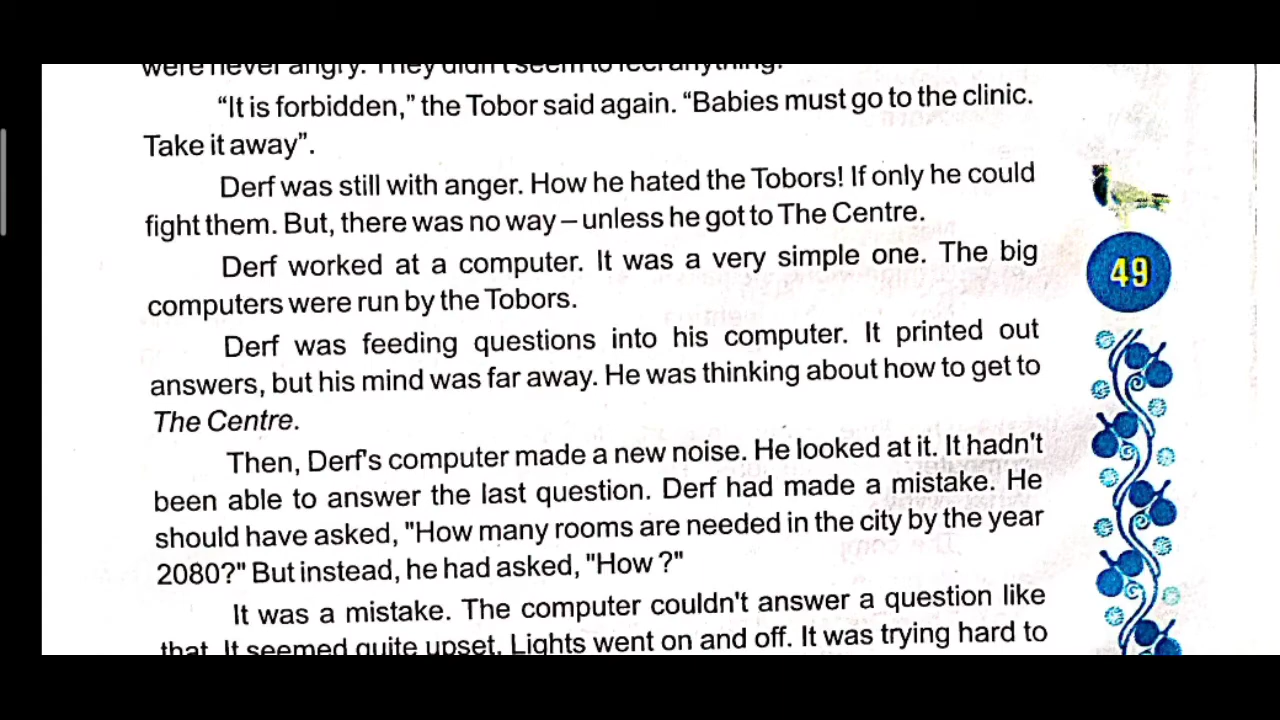 were never angry. They didn't seem to feel anything.
“It is forbidden,” the Tobor said again. “Babies must go to the clinic.
Take it away”.
Derf was still with anger. How he hated the Tobors! If only he could
fight them. But, there was no way – unless he got to The Centre.
Derf worked at a computer. It was a very simple one. The big
computers were run by the Tobors.
Derf was feeding questions into his computer. It printed out
answers, but his mind was far away. He was thinking about how to get to
The Centre.
Then, Derf's computer made a new noise. He looked at it. It hadn't
been able to answer the last question. Derf had made a mistake. He
should have asked, "How many rooms are needed in the city by the year
2080?" But instead, he had asked, "How ?"
It was a mistake. The computer couldn't answer a question like
that. It seemed quite upset. Lights went on and off. It was trying hard to
49